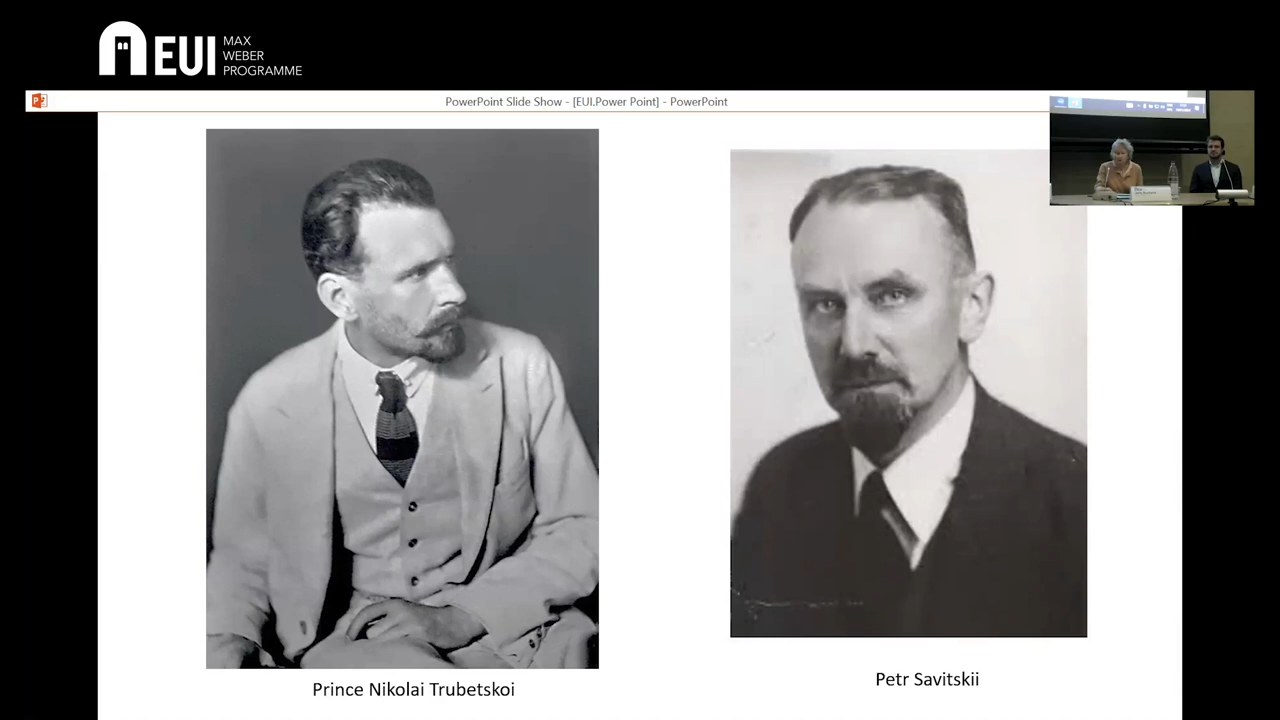 EUI
MAX
WEBER
PROGRAMME
PowerPoint Slide Show - [EUI.Power Point] - PowerPoint
Prince Nikolai Trubetskoi
Petr Savitskii